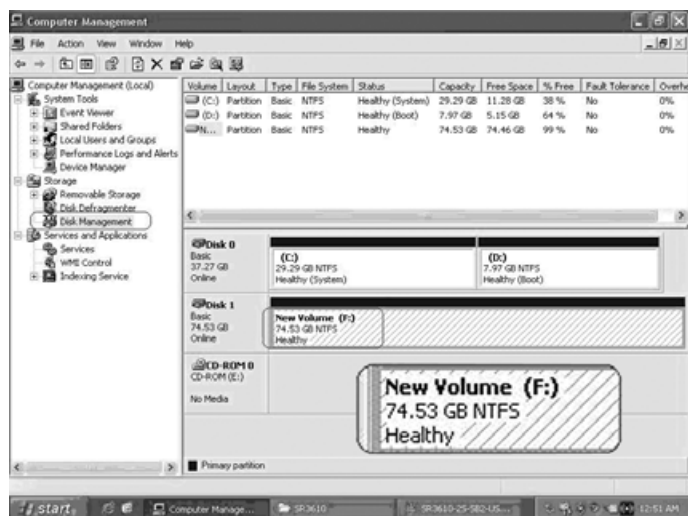 Computer Management
File Action View Window Help
Computer Management (Local)
System Tools
Event Viewer
Shared Folders
Local Users and Groups
Performance Logs and Alerts
Device Manager
Storage
Removable Storage
Disk Defragmenter
Disk Management
Services and Applications
Services
WMI Control
Indexing Service
Volume Layout Type File System Status Capacity Free Space % Free Fault Tolerance Overhe
(C:) Partition Basic NTFS Healthy (System) 29.29 GB 11.28 GB 38 % No 0%
(D:) Partition Basic NTFS Healthy (Boot) 7.97 GB 5.15 GB 64 % No 0%
N... Partition Basic NTFS Healthy 74.53 GB 74.46 GB 99 % No 0%
Disk 0
Basic
37.27 GB
Online
(C:)
29.29 GB NTFS
Healthy (System)
(D:)
7.97 GB NTFS
Healthy (Boot)
Disk 1
Basic
74.53 GB
Online
New Volume (F:)
74.53 GB NTFS
Healthy
CD-ROM 0
CD-ROM (E:)
No Media
New Volume (F:)
74.53 GB NTFS
Healthy
Primary partition
start
Computer Manage...
SR3610
SR3610-2S-SB2-US...
12:51 AM